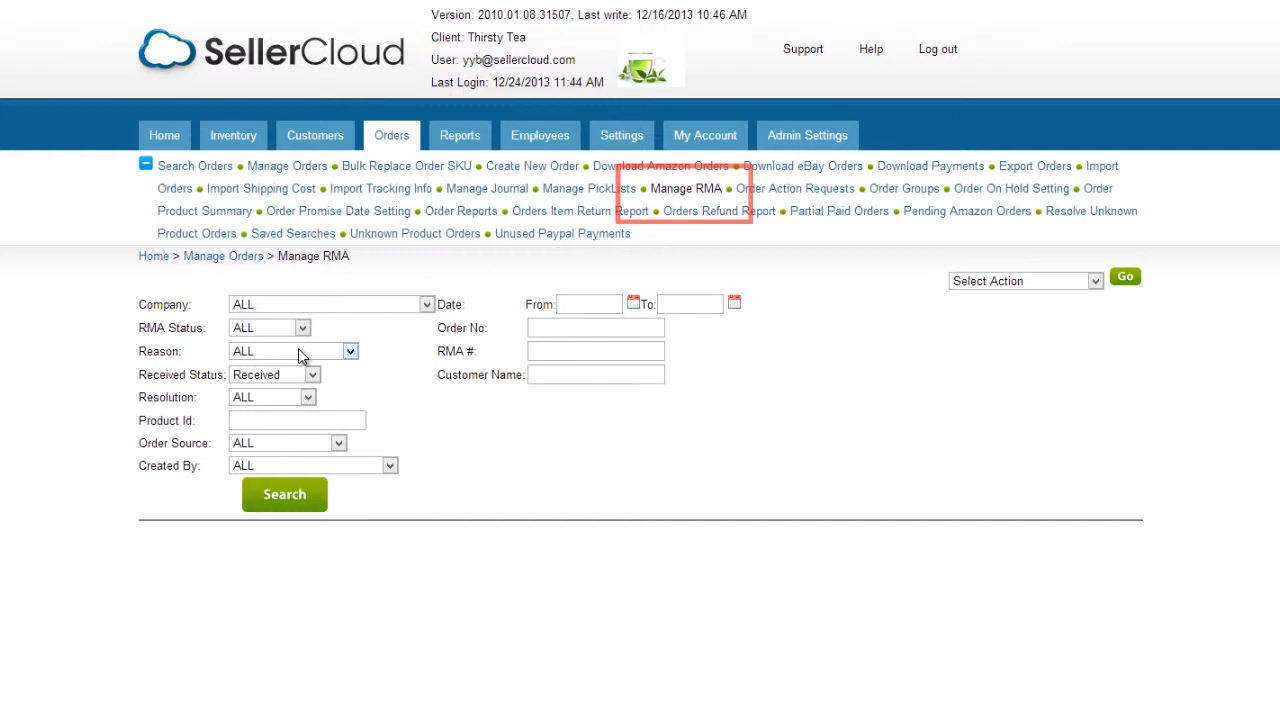 Version: 2010.01.08.31507, Last write: 12/16/2013 10:46 AM
Client: Thirsty Tea
User: yyb@sellercloud.com
Last Login: 12/24/2013 11:44 AM
SellerCloud
Support Help Log out
Home Inventory Customers Orders Reports Employees Settings My Account Admin Settings
Search Orders • Manage Orders • Bulk Replace Order SKU • Create New Order • Download Amazon Orders • Download eBay Orders • Download Payments • Export Orders • Import
Orders • Import Shipping Cost • Import Tracking Info • Manage Journal • Manage PickLists • Manage RMA • Order Action Requests • Order Groups • Order On Hold Setting • Order
Product Summary • Order Promise Date Setting • Order Reports • Orders Item Return Report • Orders Refund Report • Partial Paid Orders • Pending Amazon Orders • Resolve Unknown
Product Orders • Saved Searches • Unknown Product Orders • Unused Paypal Payments
Home > Manage Orders > Manage RMA
Select Action Go
Company: ALL Date: From: To:
RMA Status: ALL Order No:
Reason: ALL RMA #:
Received Status: Received Customer Name:
Resolution: ALL
Product Id:
Order Source: ALL
Created By: ALL
Search